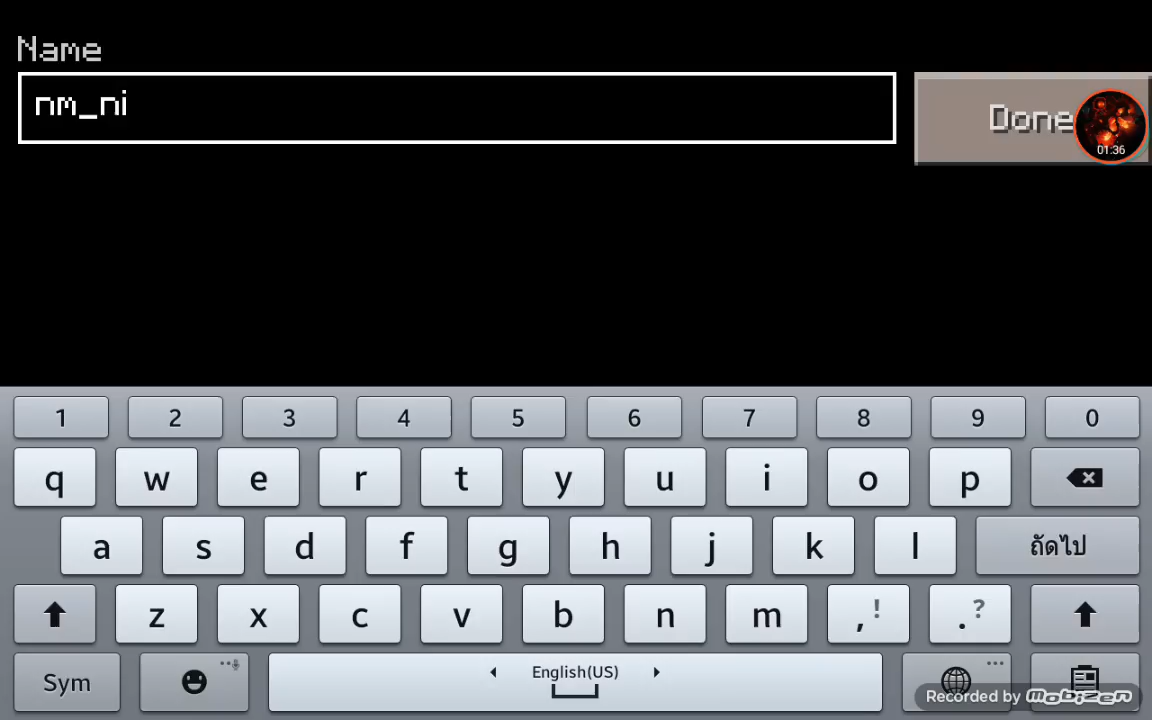 Name
nm_ni
Done
01:36
1 2 3 4 5 6 7 8 9 0
q w e r t y u i o p
a s d f g h j k l ถัดไป
z x c v b n m , ! . ?
Sym English(US)
Recorded by mobizen